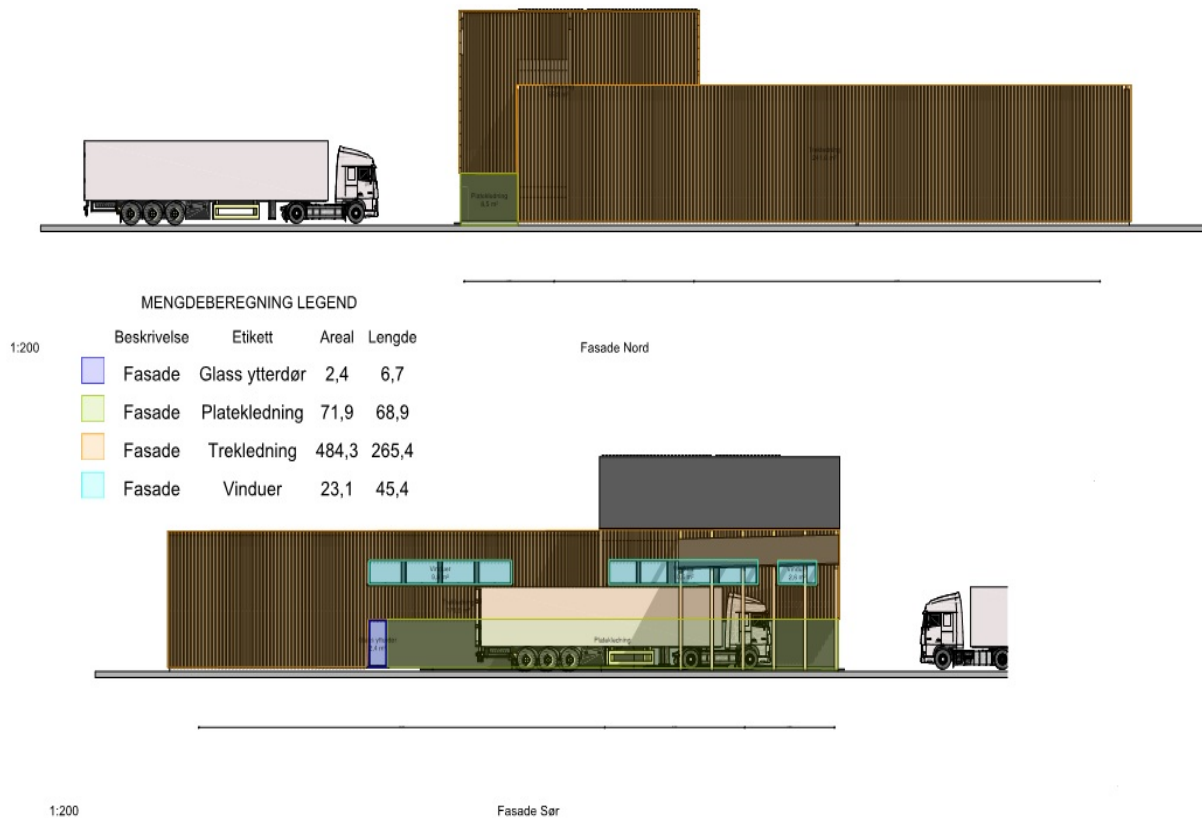 Platekledning
MENGDEBEREGNING LEGEND
Beskrivelse Etikett Areal Lengde
1:200
Fasade Nord
Fasade Glass ytterdør 2,4 6,7
Fasade Platekledning 71,9 68,9
Fasade Trekledning 484,3 265,4
Fasade Vinduer 23,1 45,4
Vinduer
Platekledning
1:200
Fasade Sør